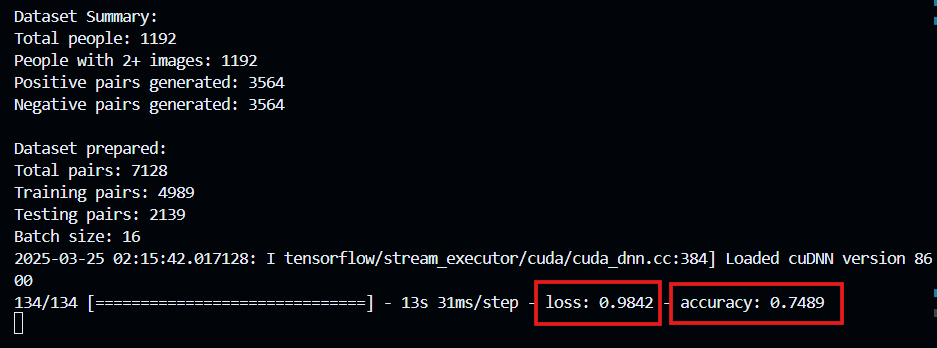 Dataset Summary:
Total people: 1192
People with 2+ images: 1192
Positive pairs generated: 3564
Negative pairs generated: 3564
Dataset prepared:
Total pairs: 7128
Training pairs: 4989
Testing pairs: 2139
Batch size: 16
2025-03-25 02:15:42.017128: I tensorflow/stream_executor/cuda/cuda_dnn.cc:384] Loaded cuDNN version 86
00
134/134 [==============================] - 13s 31ms/step - loss: 0.9842 - accuracy: 0.7489